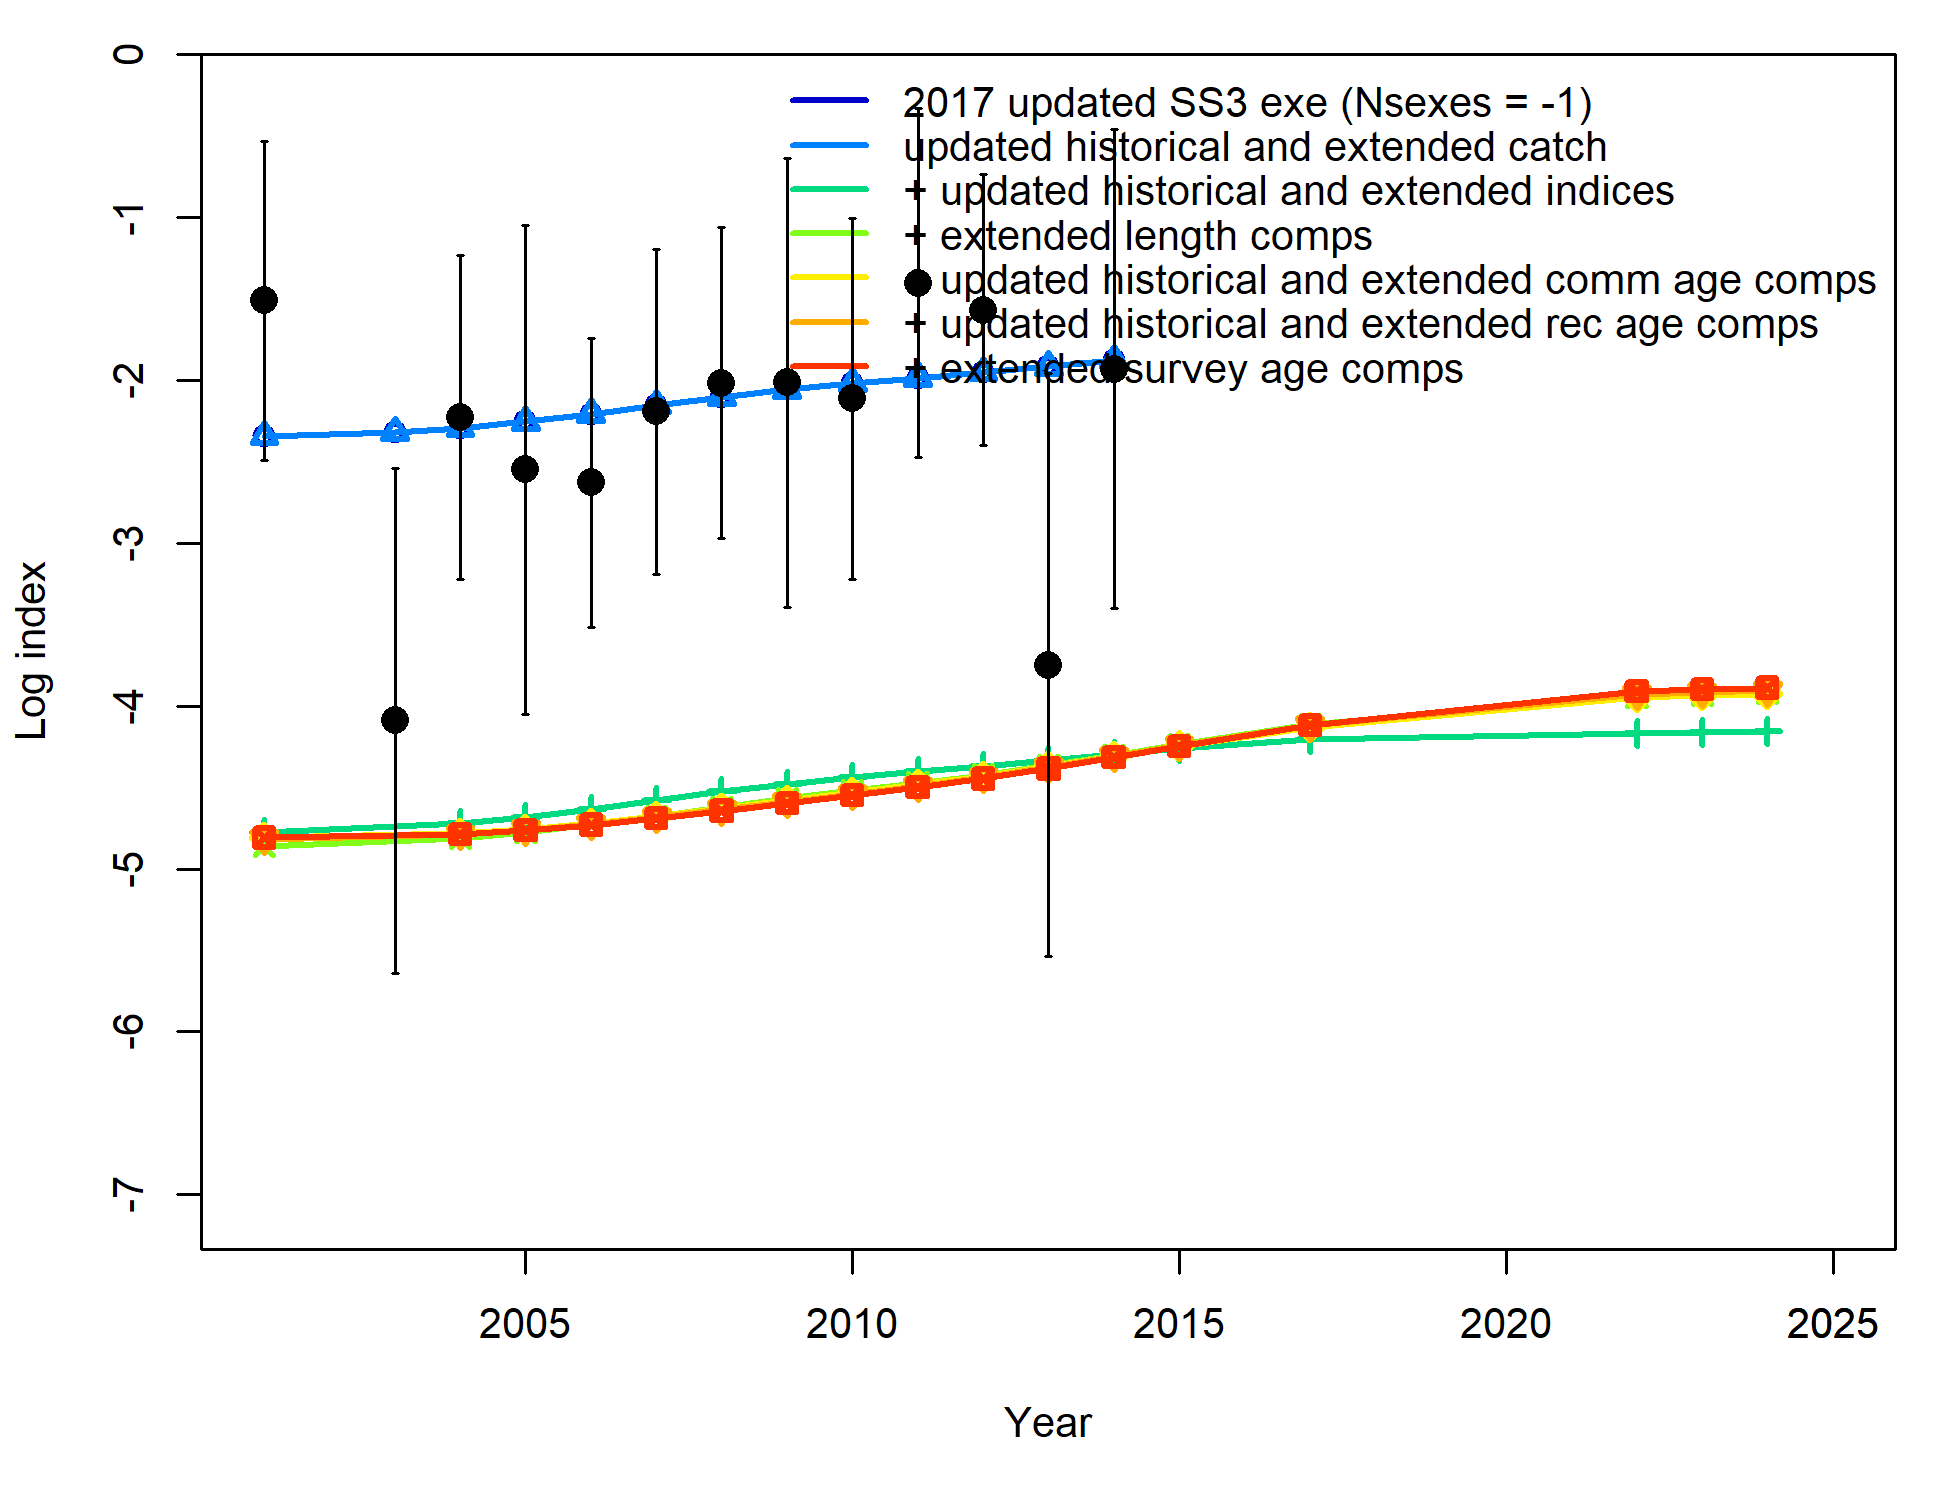 0
-1
-2
-3
-4
-5
-6
-7
Log index
2017 updated SS3 exe (Nsexes = -1)
updated historical and extended catch
+ updated historical and extended indices
+ extended length comps
updated historical and extended comm age comps
+ updated historical and extended rec age comps
+ extended survey age comps
2005
2010
2015
2020
2025
Year